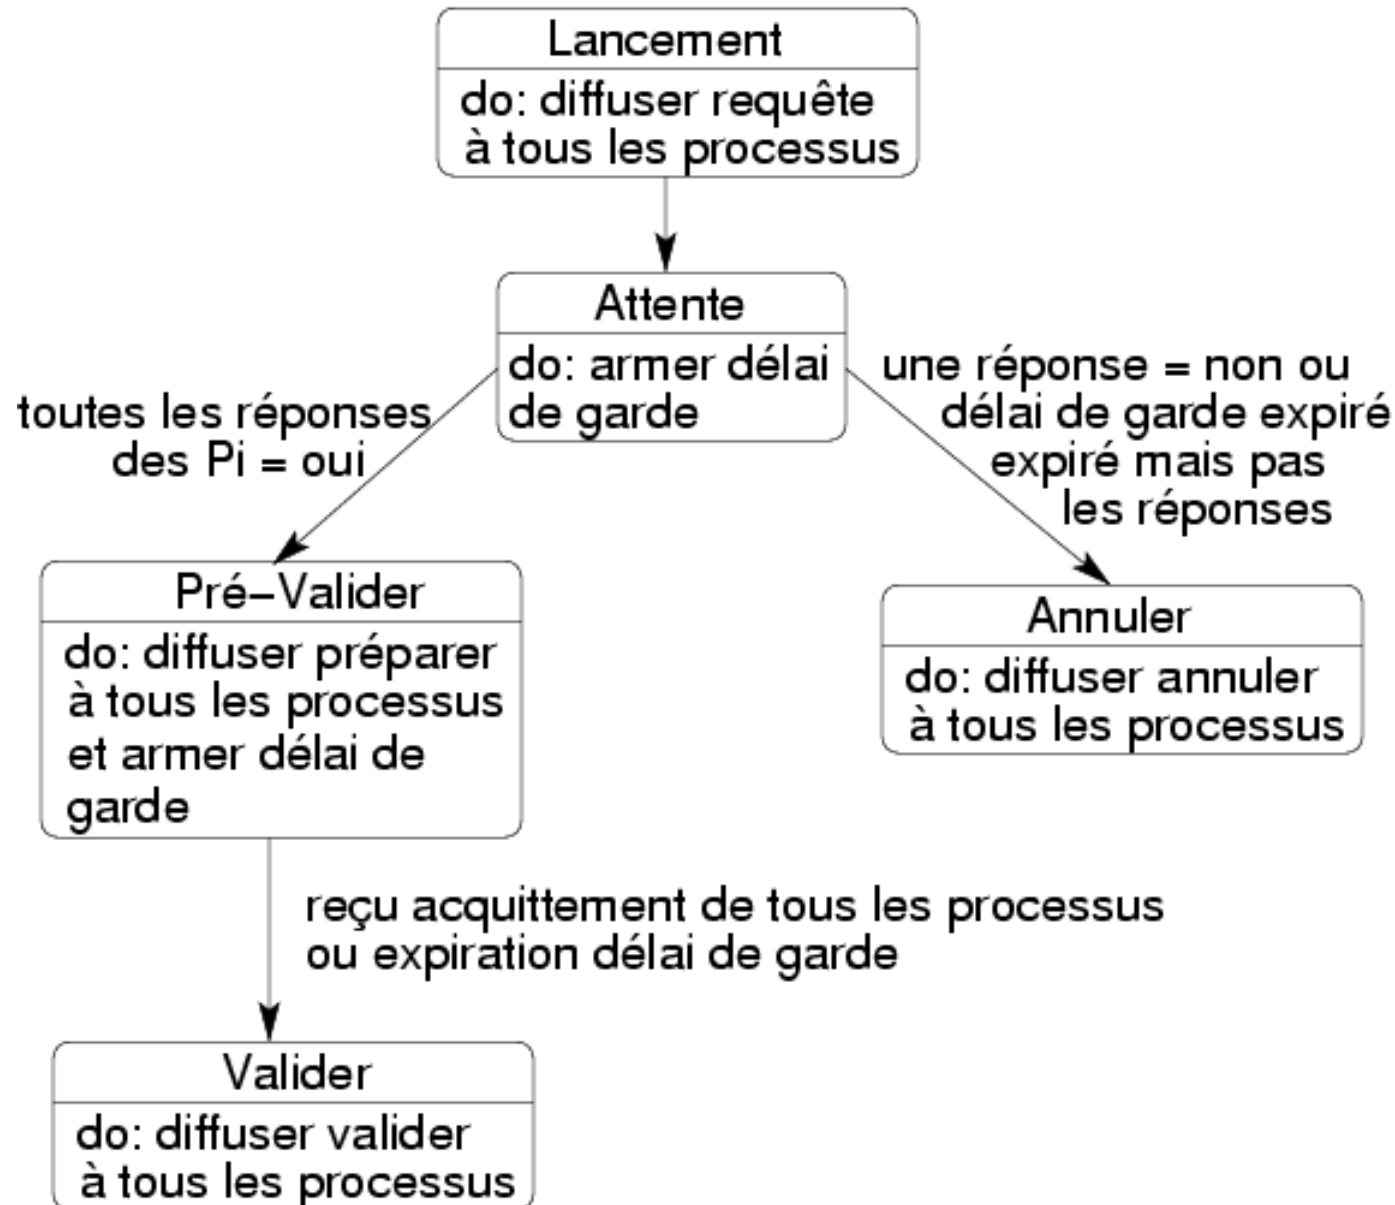 Lancement
do: diffuser requête
à tous les processus
Attente
do: armer délai
de garde
toutes les réponses
des Pi = oui
une réponse = non ou
délai de garde expiré
expiré mais pas
les réponses
Pré–Valider
do: diffuser préparer
à tous les processus
et armer délai de
garde
Annuler
do: diffuser annuler
à tous les processus
reçu acquittement de tous les processus
ou expiration délai de garde
Valider
do: diffuser valider
à tous les processus